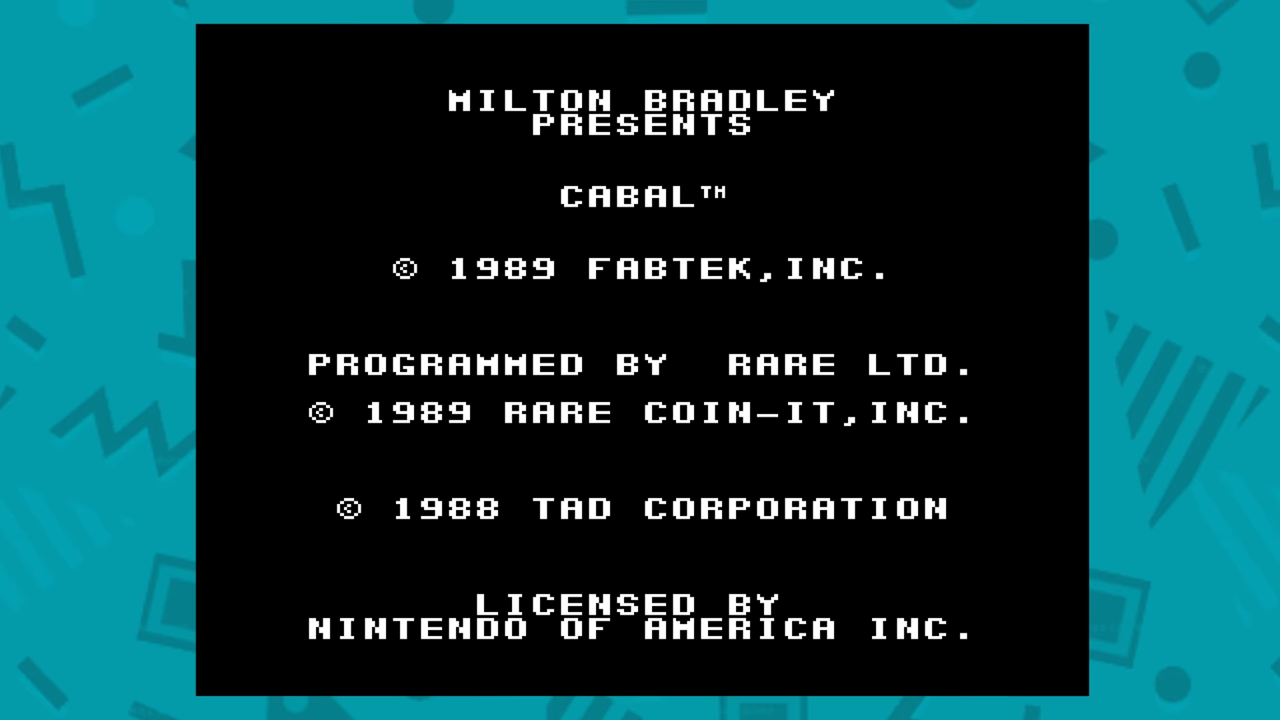 MILTON BRADLEY
PRESENTS
CABAL™
© 1989 FABTEK,INC.
PROGRAMMED BY RARE LTD.
© 1989 RARE COIN-IT,INC.
© 1988 TAD CORPORATION
LICENSED BY
NINTENDO OF AMERICA INC.